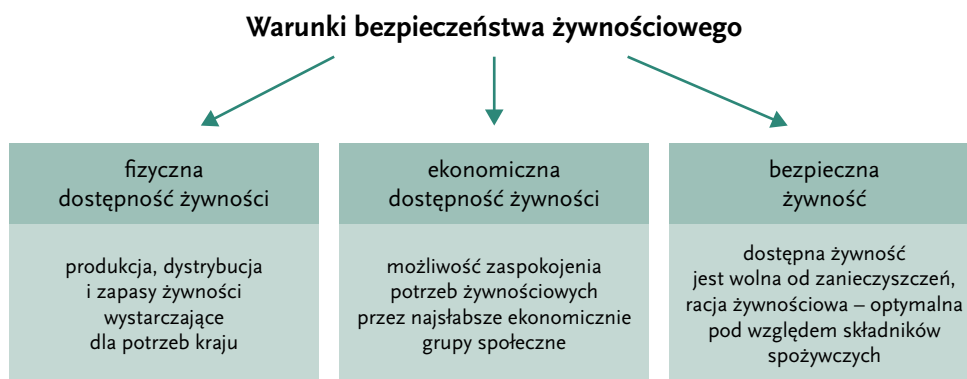 Warunki bezpieczeństwa żywnościowego
fizyczna
dostępność żywności
produkcja, dystrybucja
i zapasy żywności
wystarczające
dla potrzeb kraju
ekonomiczna
dostępność żywności
możliwość zaspokojenia
potrzeb żywnościowych
przez najsłabsze ekonomicznie
grupy społeczne
bezpieczna
żywność
dostępna żywność
jest wolna od zanieczyszczeń,
racja żywnościowa – optymalna
pod względem składników
spożywczych